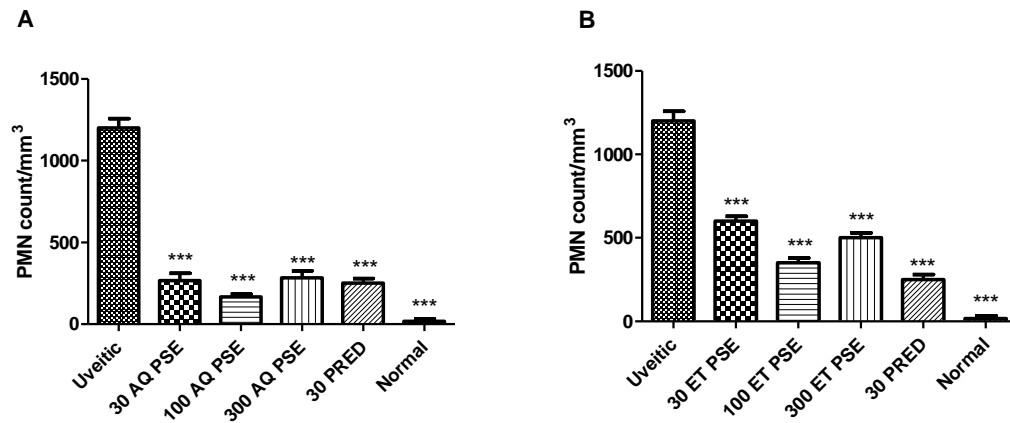 A
PMN count/mm³
1500
1000
500
0
***
***
***
***
***
Uveitic
30 AQ PSE
100 AQ PSE
300 AQ PSE
30 PRED
Normal
B
PMN count/mm³
1500
1000
500
0
***
***
***
***
***
Uveitic
30 ET PSE
100 ET PSE
300 ET PSE
30 PRED
Normal